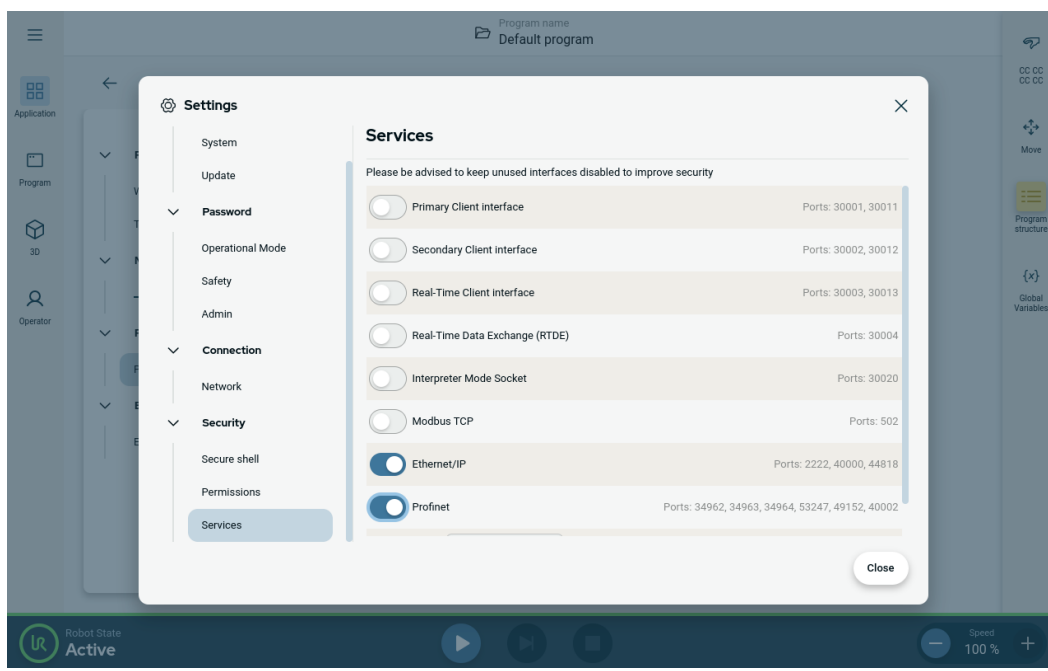 Program name
Default program
Application
Program
3D
Operator
CC CC
CC CC
Move
Program
structure
{x}
Global
Variables
Settings
System
Update
Password
Operational Mode
Safety
Admin
Connection
Network
Security
Secure shell
Permissions
Services
Services
Please be advised to keep unused interfaces disabled to improve security
Primary Client interface Ports: 30001, 30011
Secondary Client interface Ports: 30002, 30012
Real-Time Client interface Ports: 30003, 30013
Real-Time Data Exchange (RTDE) Ports: 30004
Interpreter Mode Socket Ports: 30020
Modbus TCP Ports: 502
Ethernet/IP Ports: 2222, 40000, 44818
Profinet Ports: 34962, 34963, 34964, 53247, 49152, 40002
Close
Robot State
Active
Speed
100 %